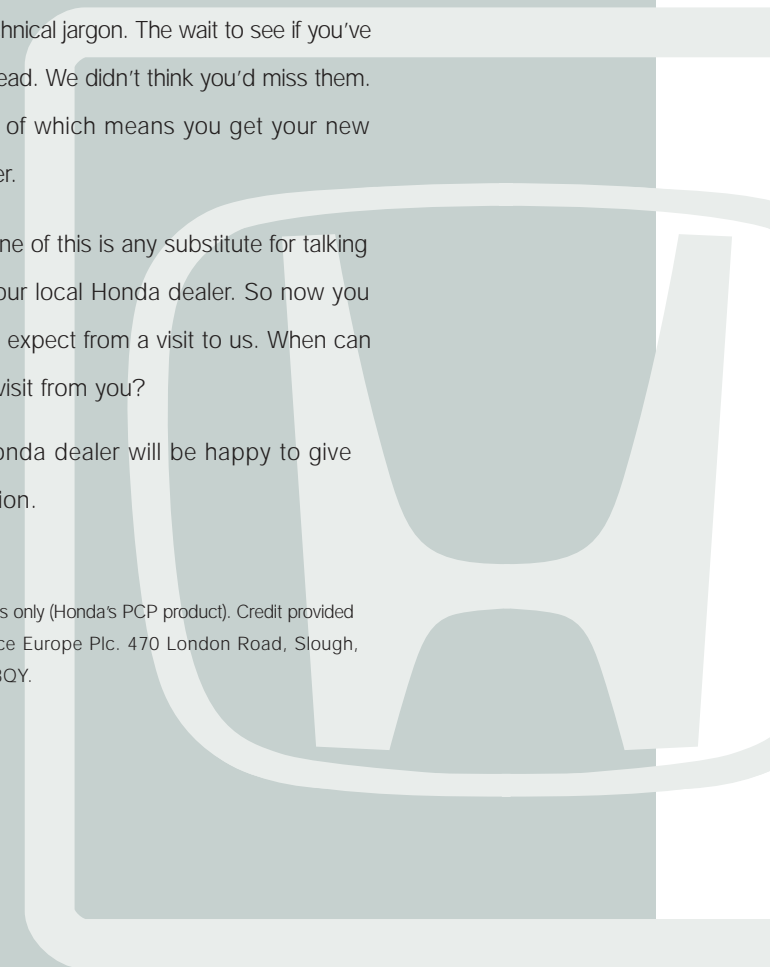 hnical jargon. The wait to see if you've
ead. We didn't think you'd miss them.
of which means you get your new
er.
ne of this is any substitute for talking
our local Honda dealer. So now you
expect from a visit to us. When can
visit from you?
onda dealer will be happy to give
ion.
s only (Honda's PCP product). Credit provided
ce Europe Plc. 470 London Road, Slough,
3QY.